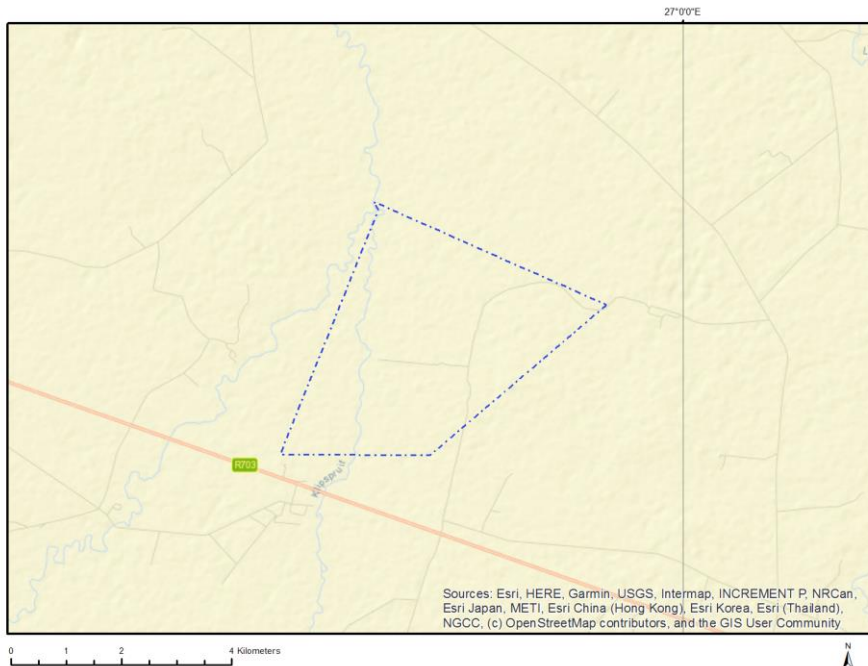 27°0'0"E
R703
Klipspruit
Sources: Esri, HERE, Garmin, USGS, Intermap, INCREMENT P, NRCan,
Esri Japan, METI, Esri China (Hong Kong), Esri Korea, Esri (Thailand),
NGCC, (c) OpenStreetMap contributors, and the GIS User Community
0 1 2 4 Kilometers
N